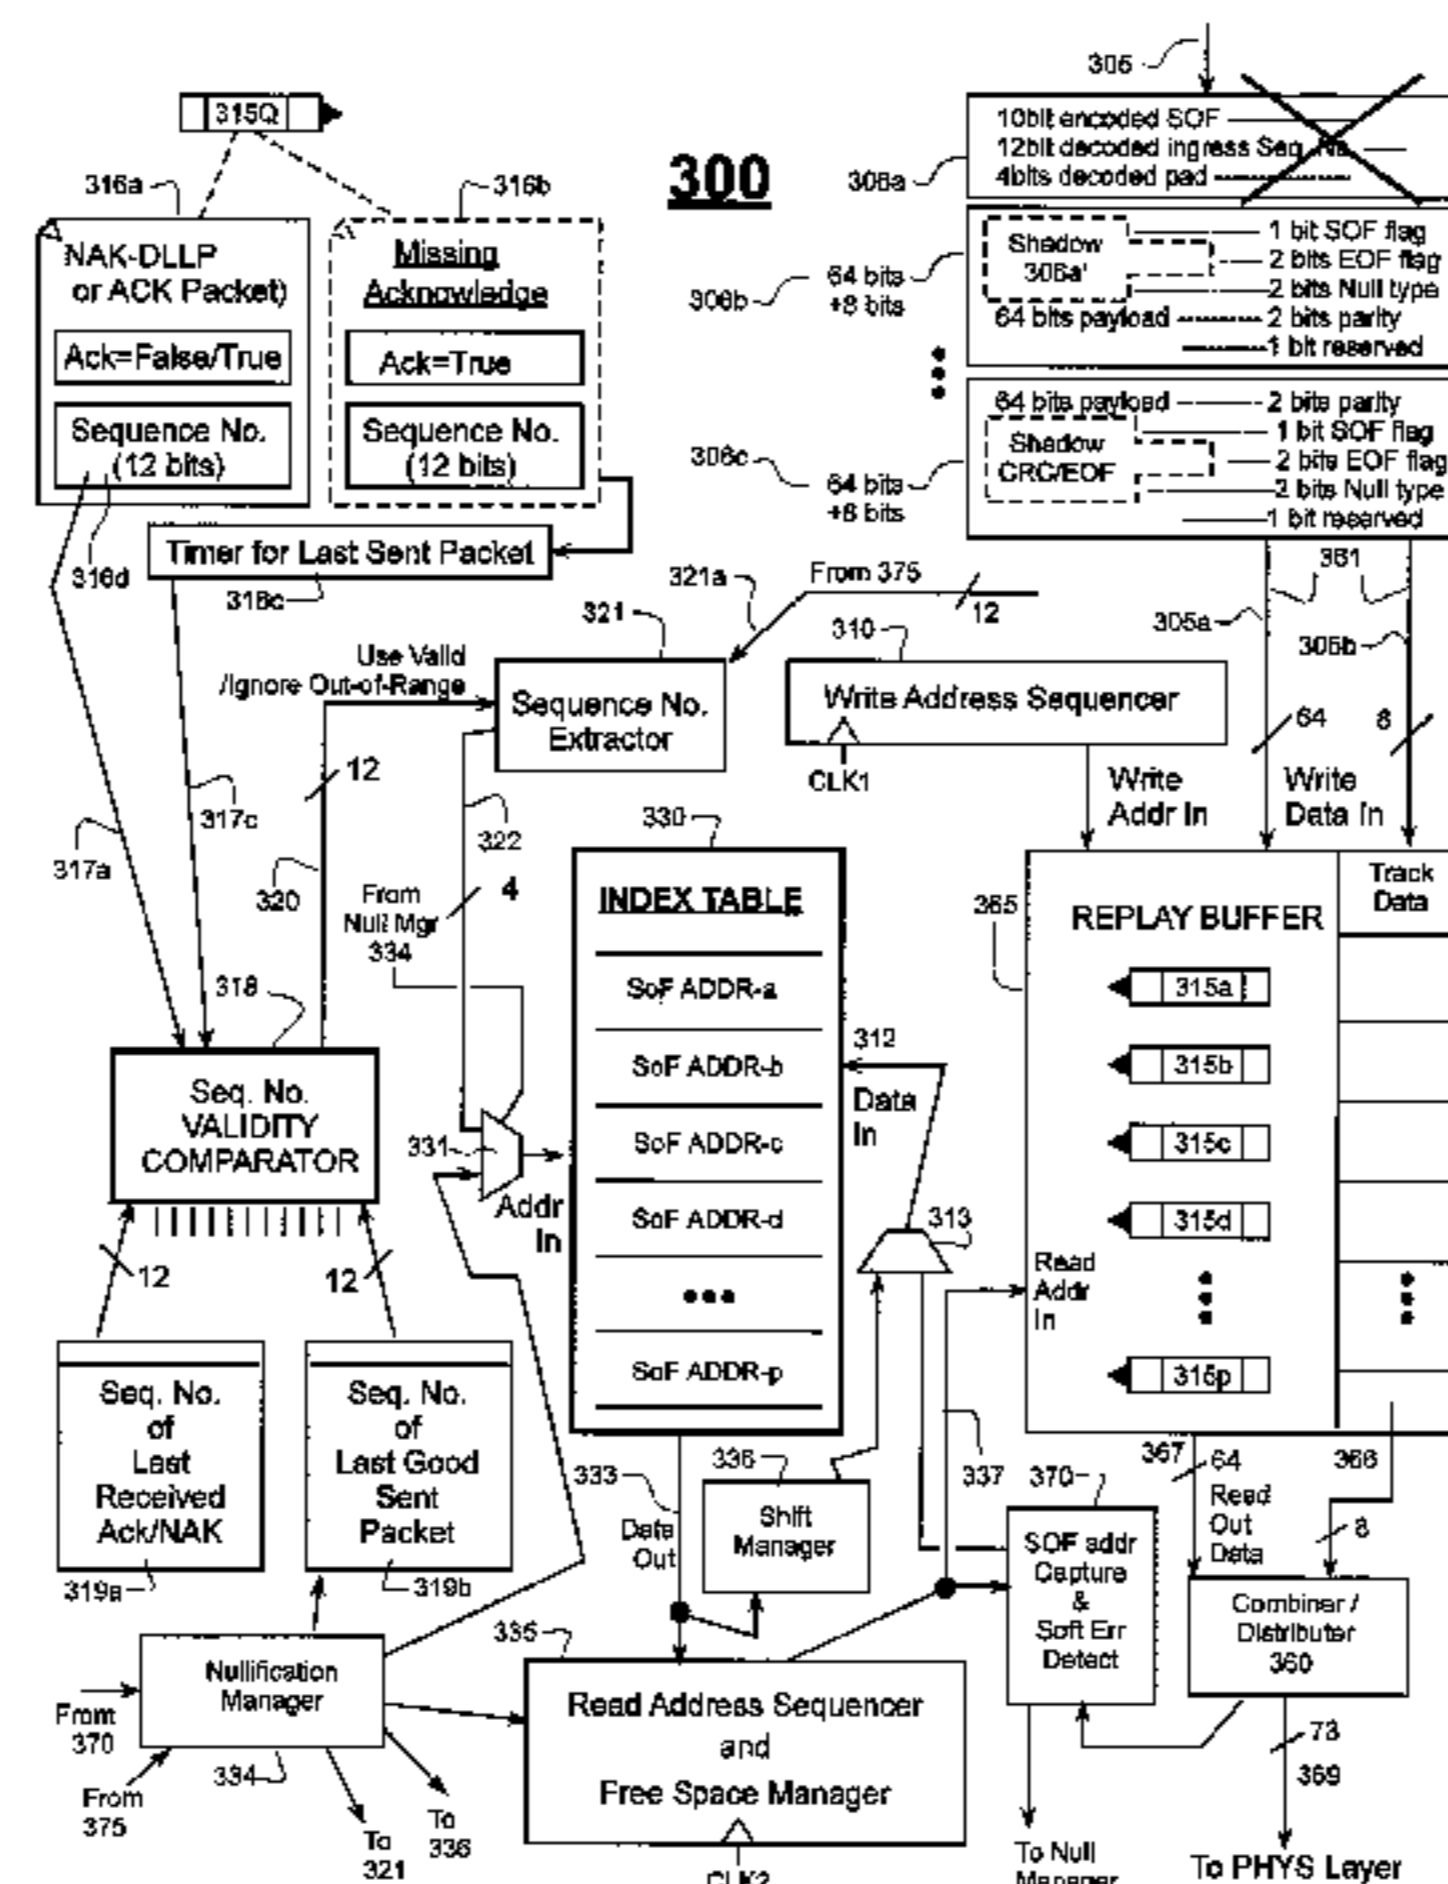 305
315Q
10bit encoded SOF
12bit decoded ingress Seq. No.
4bits decoded pad
300
316a
316b
306a
NAK-DLLP
or ACK Packet)
Ack=False/True
Sequence No.
(12 bits)
Missing
Acknowledge
Ack=True
Sequence No.
(12 bits)
Shadow
306a'
1 bit SOF flag
2 bits EOF flag
2 bits Null type
64 bits payload
2 bits parity
1 bit reserved
306b
64 bits
+8 bits
64 bits payload
2 bits parity
Shadow
CRC/EOF
1 bit SOF flag
2 bits EOF flag
2 bits Null type
1 bit reserved
306c
64 bits
+8 bits
Timer for Last Sent Packet
316d
316c
361
305a
305b
321a
From 375
12
321
310
Use Valid
/Ignore Out-of-Range
Sequence No.
Extractor
Write Address Sequencer
CLK1
64
8
Write
Addr In
Write
Data In
12
317c
317a
320
322
From
Null Mgr
334
4
330
INDEX TABLE
SoF ADDR-a
SoF ADDR-b
SoF ADDR-c
SoF ADDR-d
SoF ADDR-p
365
REPLAY BUFFER
Track
Data
315a
315b
315c
315d
315p
318
Seq. No.
VALIDITY
COMPARATOR
331
Addr
In
312
Data
In
313
Read
Addr
In
12
12
Seq. No.
of
Last
Received
Ack/NAK
319a
Seq. No.
of
Last Good
Sent
Packet
319b
333
Data
Out
336
Shift
Manager
337
370
SOF addr
Capture
&
Soft Err
Detect
367
64
Read
Out
Data
366
8
Combiner /
Distributer
360
Nullification
Manager
334
From
370
From
375
To
321
To
336
335
Read Address Sequencer
and
Free Space Manager
CLK2
To Null
Manager
73
369
To PHYS Layer